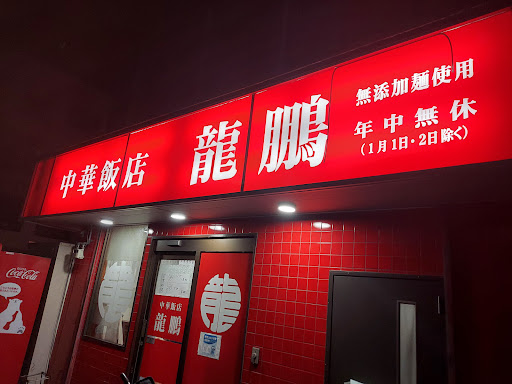 中華飯店 龍鵬
無添加麺使用
年中無休
(1月1日・2日除く)
Coca-Cola
龍
中華飯店
龍鵬